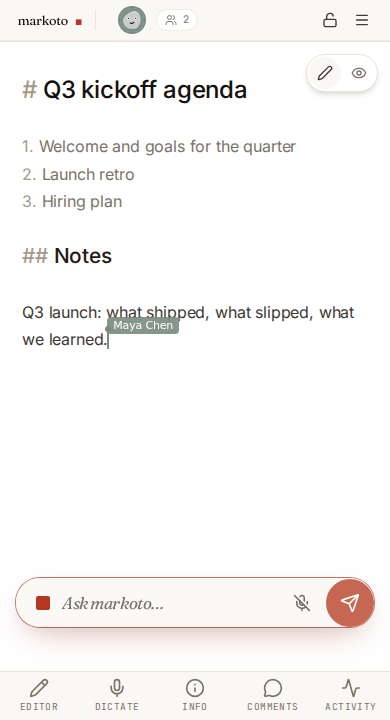 markoto
2
# Q3 kickoff agenda
1. Welcome and goals for the quarter
2. Launch retro
3. Hiring plan
## Notes
Q3 launch: what shipped, what slipped, what
Maya Chen
we learned.
Ask markoto...
EDITOR
DICTATE
INFO
COMMENTS
ACTIVITY